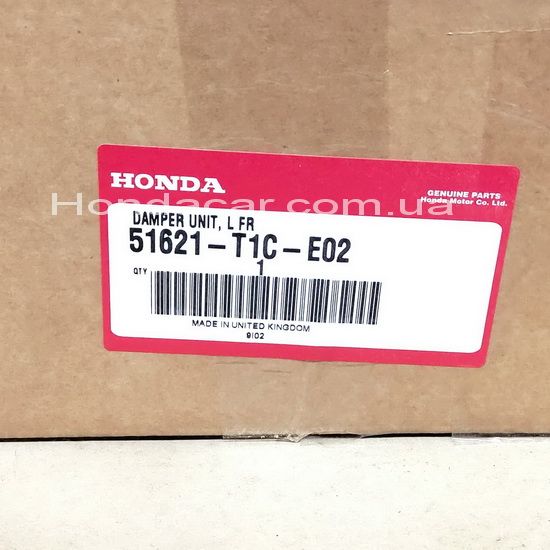 HONDA
GENUINE PARTS
Honda Motor Co. Ltd.
Hondacar.com.ua
DAMPER UNIT, L FR
51621-T1C-E02
QTY 1
MADE IN UNITED KINGDOM
9I02